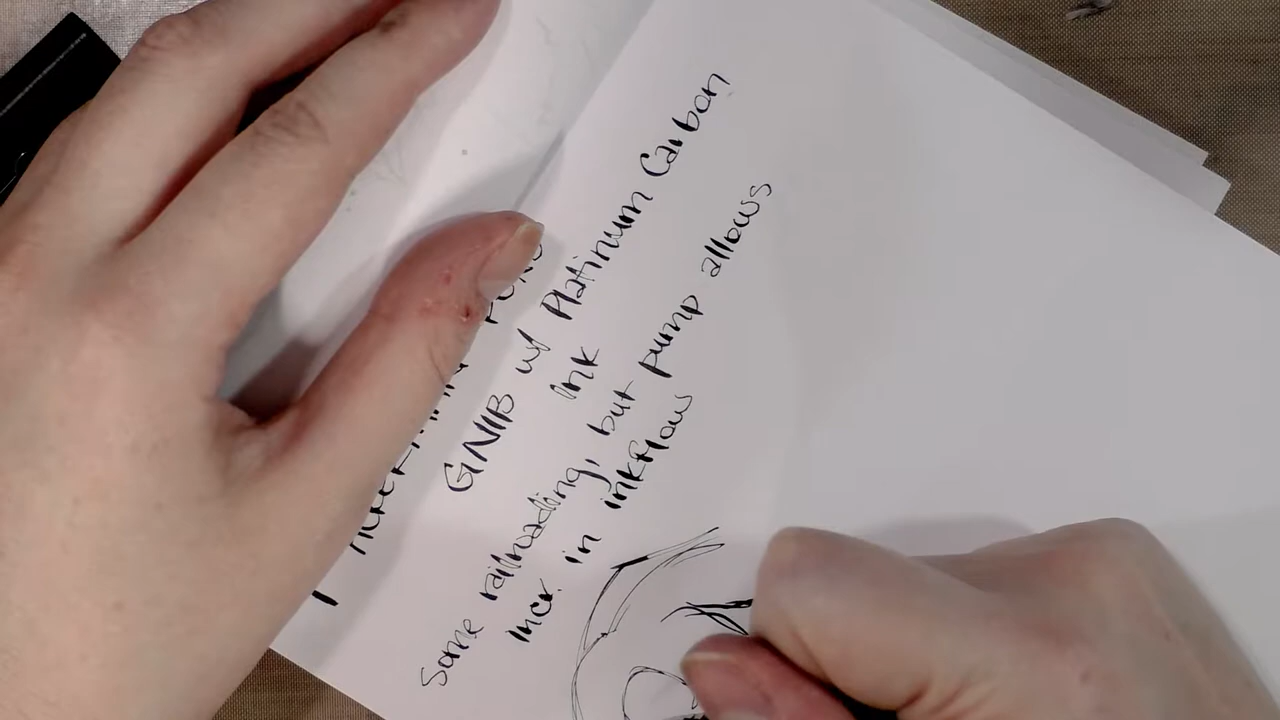 GNIB w/ Platinum Carbon
ink
Some railroading, but pump allows
incr. in inkflow